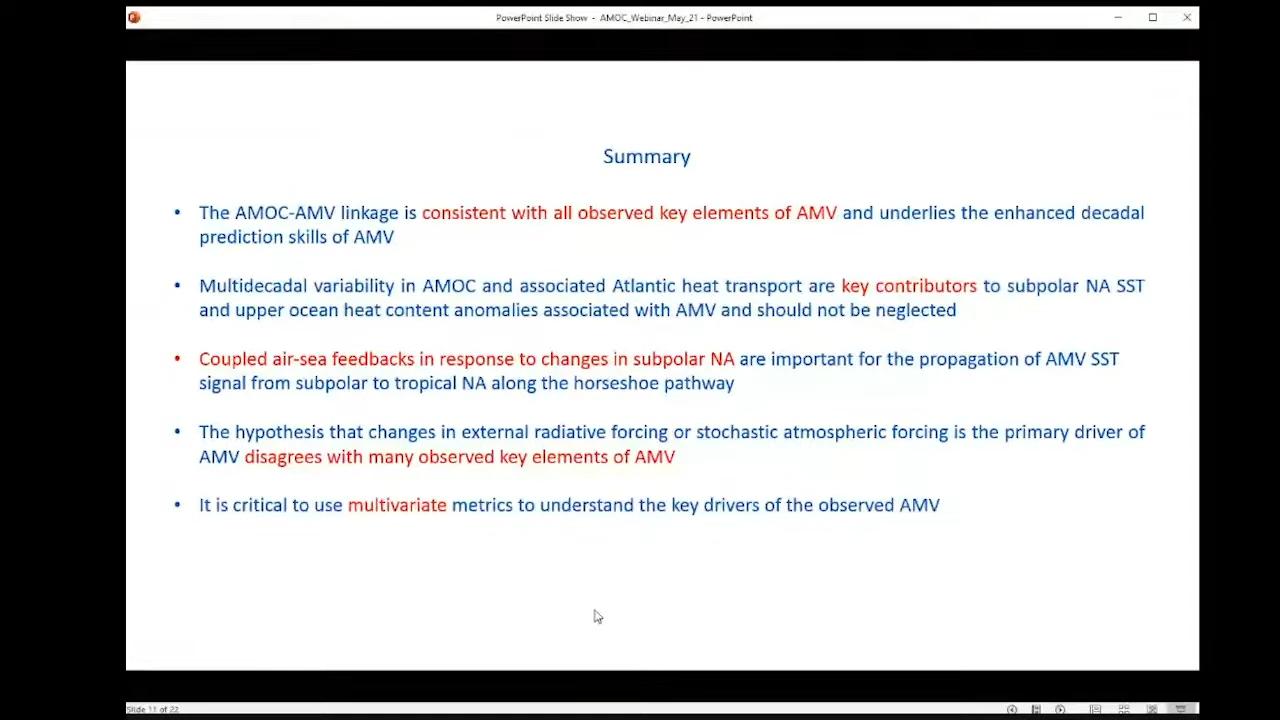 PowerPoint Slide Show - AMOC_Webinar_May_21 - PowerPoint
Summary
• The AMOC-AMV linkage is consistent with all observed key elements of AMV and underlies the enhanced decadal
prediction skills of AMV
• Multidecadal variability in AMOC and associated Atlantic heat transport are key contributors to subpolar NA SST
and upper ocean heat content anomalies associated with AMV and should not be neglected
• Coupled air-sea feedbacks in response to changes in subpolar NA are important for the propagation of AMV SST
signal from subpolar to tropical NA along the horseshoe pathway
• The hypothesis that changes in external radiative forcing or stochastic atmospheric forcing is the primary driver of
AMV disagrees with many observed key elements of AMV
• It is critical to use multivariate metrics to understand the key drivers of the observed AMV
Slide 11 of 22